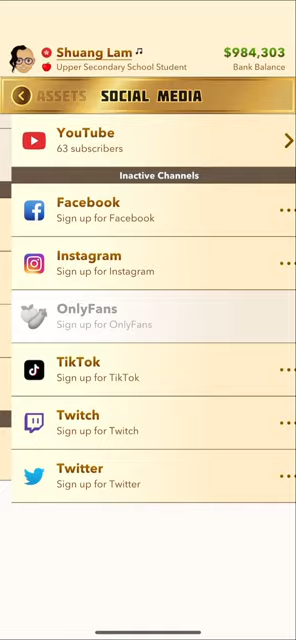 Shuang Lam
$984,303
Upper Secondary School Student
Bank Balance
ASSETS
SOCIAL MEDIA
YouTube
63 subscribers
Inactive Channels
Facebook
Sign up for Facebook
Instagram
Sign up for Instagram
OnlyFans
Sign up for OnlyFans
TikTok
Sign up for TikTok
Twitch
Sign up for Twitch
Twitter
Sign up for Twitter